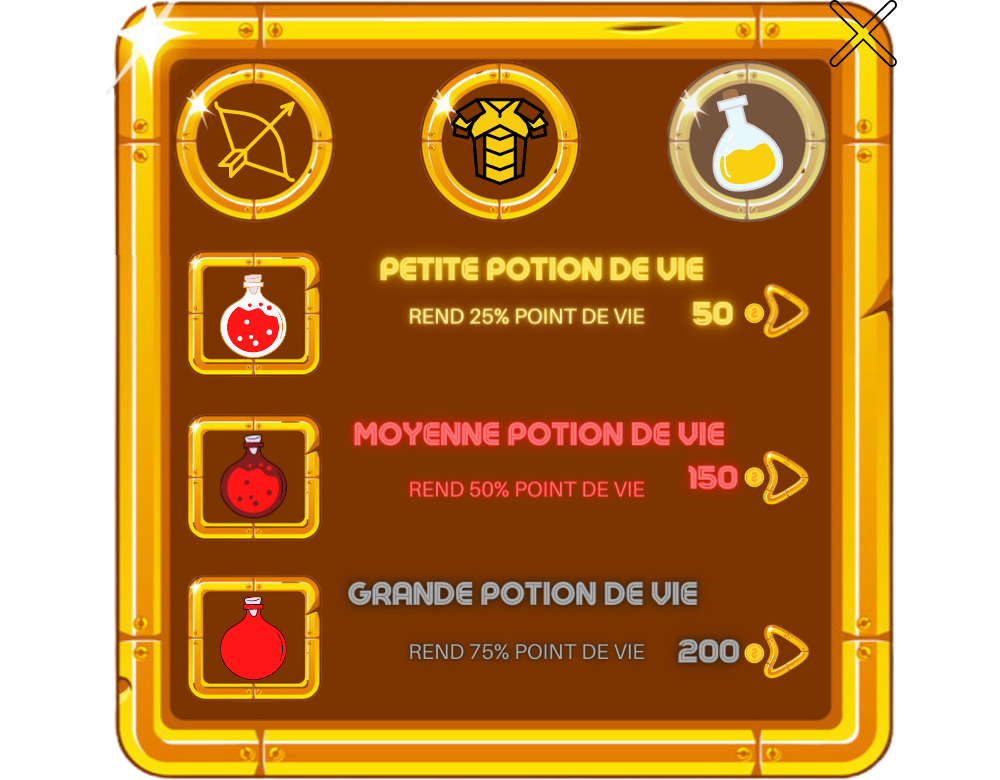 PETITE POTION DE VIE
REND 25% POINT DE VIE 50
MOYENNE POTION DE VIE
REND 50% POINT DE VIE 150
GRANDE POTION DE VIE
REND 75% POINT DE VIE 200